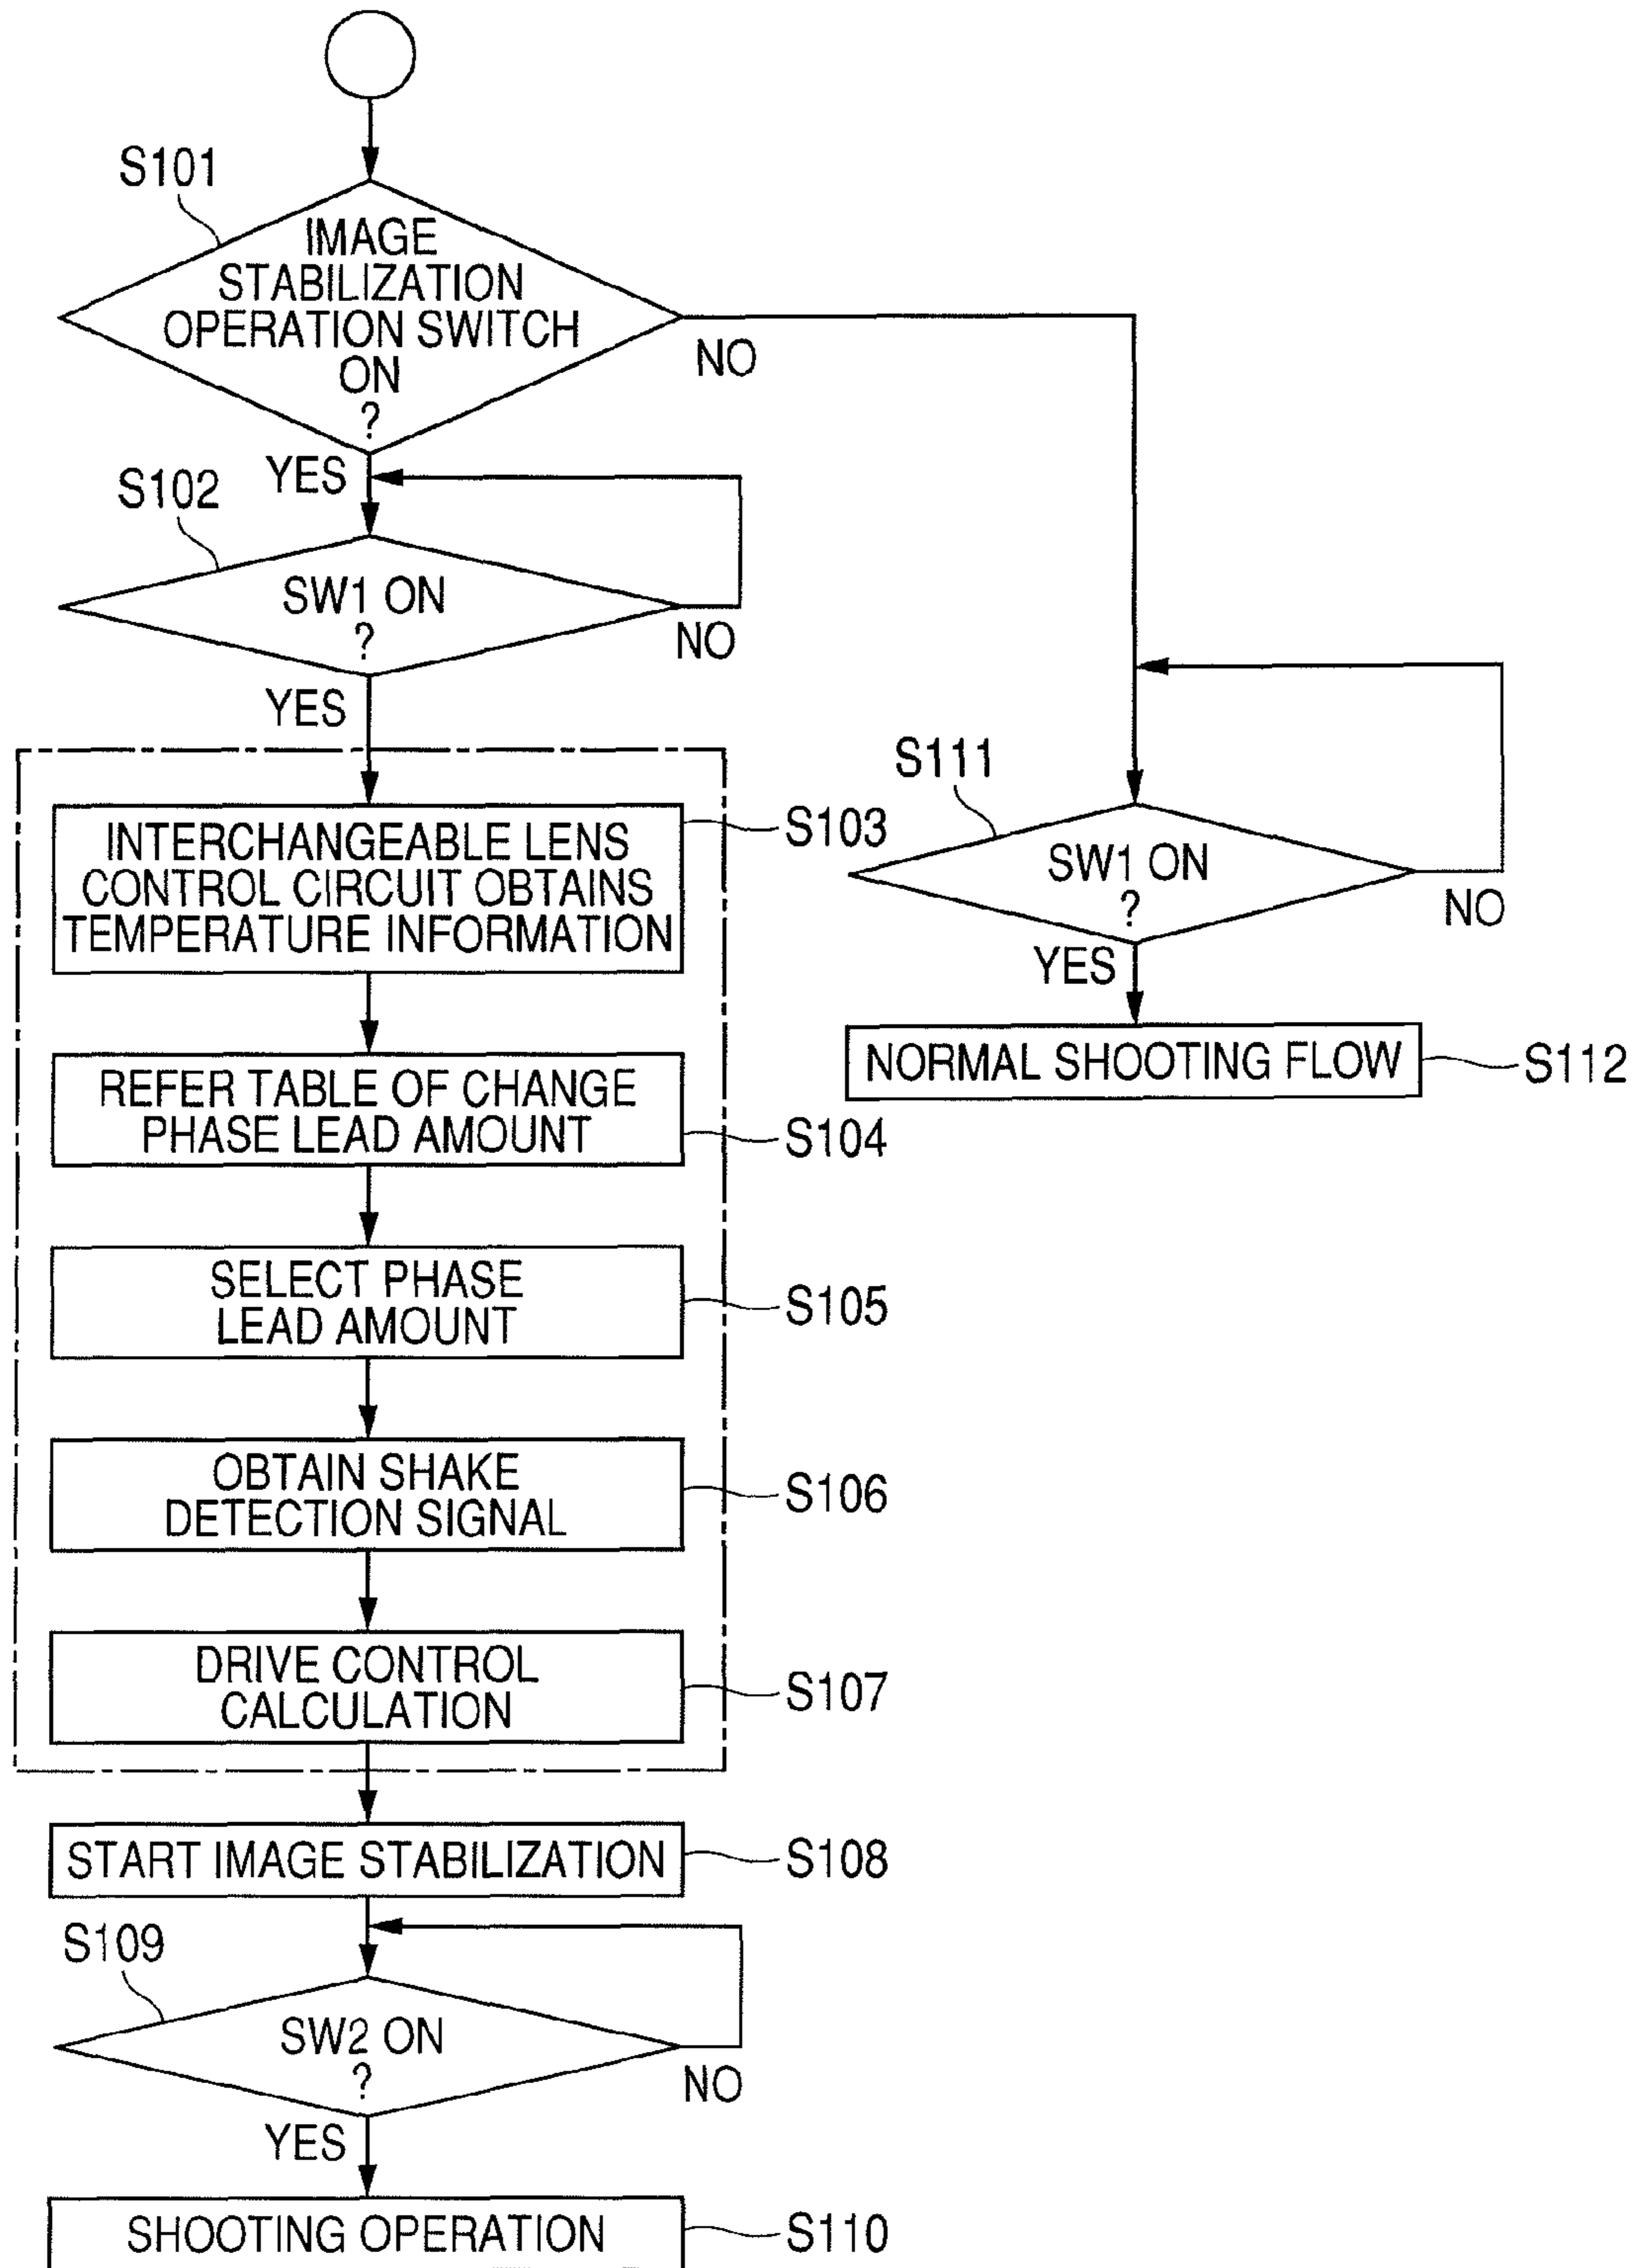 S101
IMAGE
STABILIZATION
OPERATION SWITCH
ON
?
NO
YES
S102
SW1 ON
?
NO
YES
INTERCHANGEABLE LENS
CONTROL CIRCUIT OBTAINS
TEMPERATURE INFORMATION
S103
REFER TABLE OF CHANGE
PHASE LEAD AMOUNT
S104
SELECT PHASE
LEAD AMOUNT
S105
OBTAIN SHAKE
DETECTION SIGNAL
S106
DRIVE CONTROL
CALCULATION
S107
START IMAGE STABILIZATION
S108
S109
SW2 ON
?
NO
YES
SHOOTING OPERATION
S110
S111
SW1 ON
?
NO
YES
NORMAL SHOOTING FLOW
S112